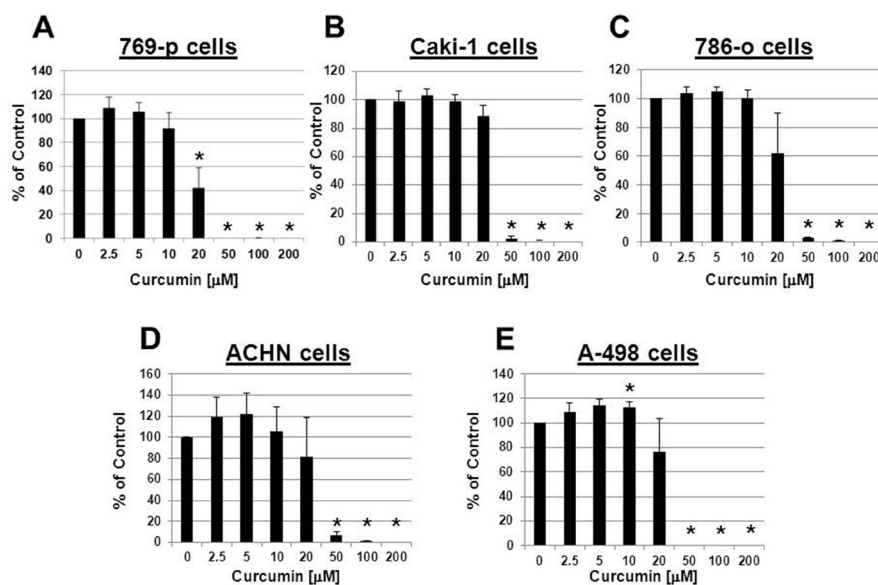 A
769-p cells
% of Control
140
120
100
80
60
40
20
0
*
* * *
0 2.5 5 10 20 50 100 200
Curcumin [µM]
B
Caki-1 cells
% of Control
120
100
80
60
40
20
0
* * *
0 2.5 5 10 20 50 100 200
Curcumin [µM]
C
786-o cells
% of Control
120
100
80
60
40
20
0
* * *
0 2.5 5 10 20 50 100 200
Curcumin [µM]
D
ACHN cells
% of Control
160
140
120
100
80
60
40
20
0
* * *
0 2.5 5 10 20 50 100 200
Curcumin [µM]
E
A-498 cells
% of Control
140
120
100
80
60
40
20
0
*
* * *
0 2.5 5 10 20 50 100 200
Curcumin [µM]